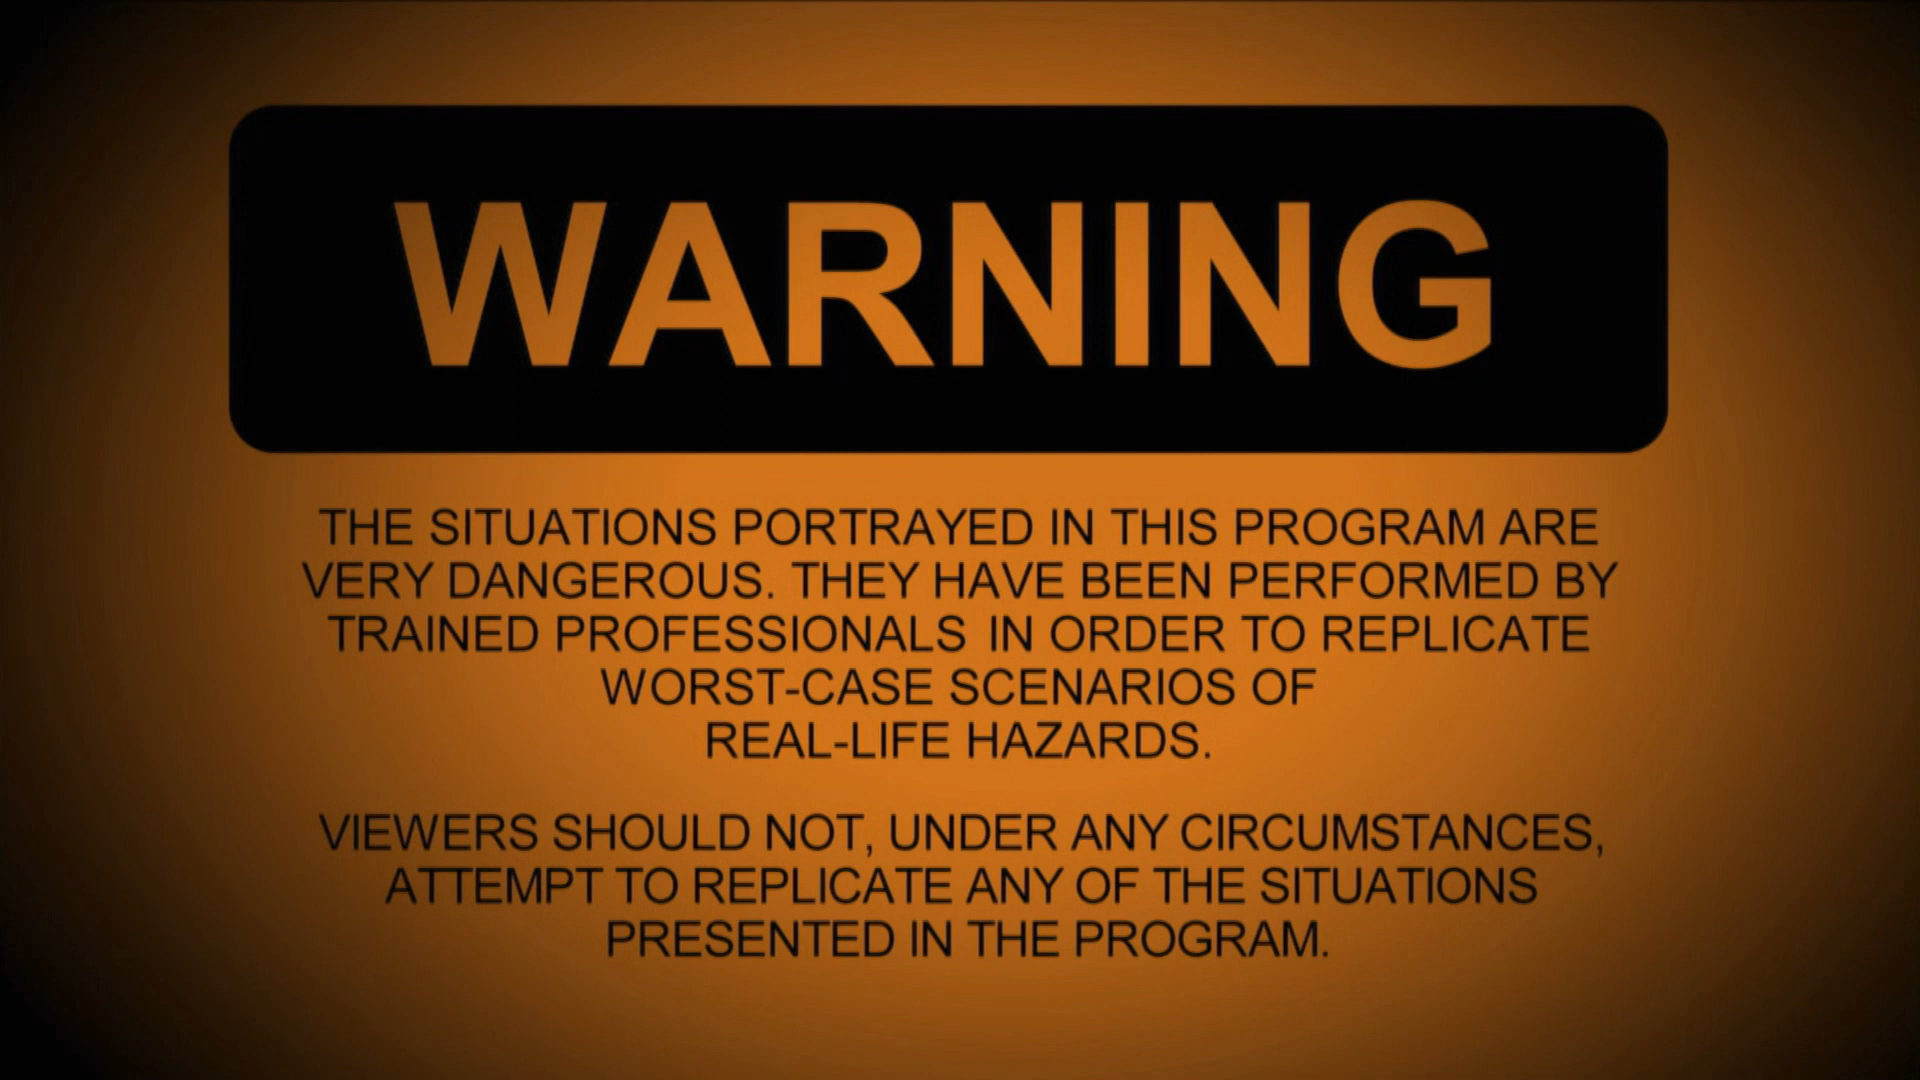 WARNING
THE SITUATIONS PORTRAYED IN THIS PROGRAM ARE
VERY DANGEROUS. THEY HAVE BEEN PERFORMED BY
TRAINED PROFESSIONALS IN ORDER TO REPLICATE
WORST-CASE SCENARIOS OF
REAL-LIFE HAZARDS.
VIEWERS SHOULD NOT, UNDER ANY CIRCUMSTANCES,
ATTEMPT TO REPLICATE ANY OF THE SITUATIONS
PRESENTED IN THE PROGRAM.